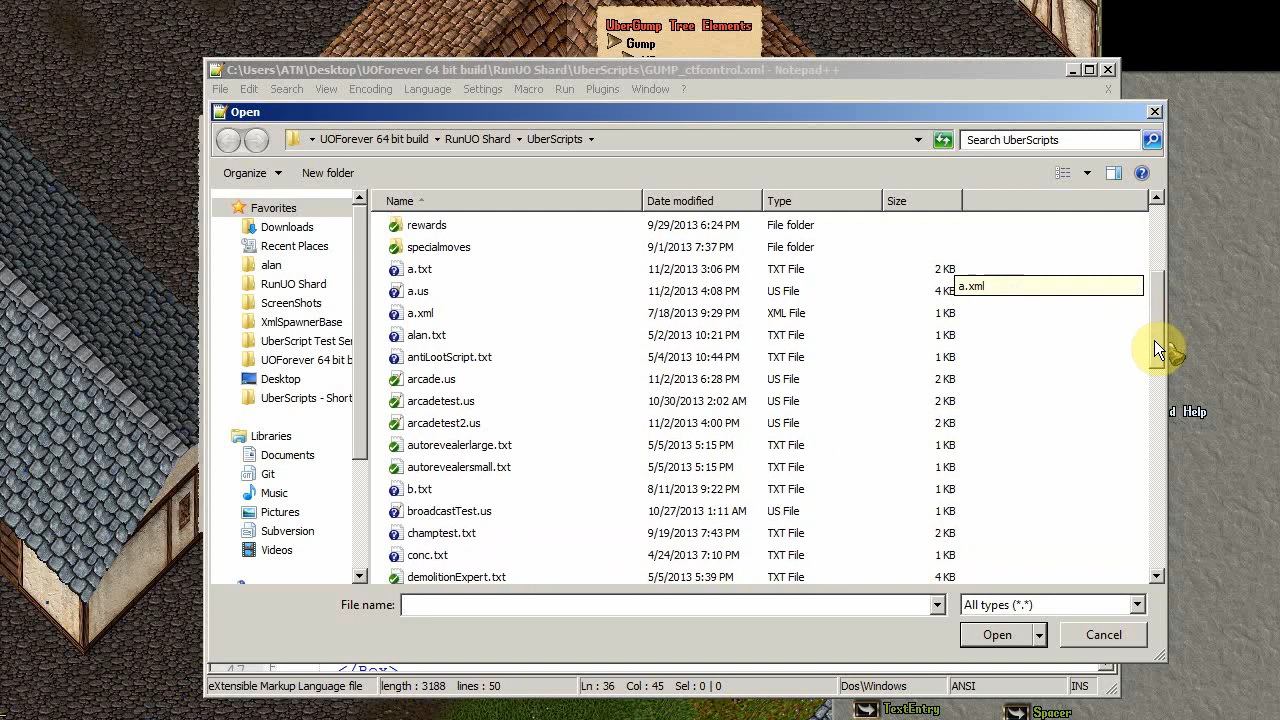 UberGump Tree Elements
Gump
C:\Users\ATN\Desktop\UOForever 64 bit build\RunUO Shard\UberScripts\GUMP_ctfcontrol.xml - Notepad++
File Edit Search View Encoding Language Settings Macro Run Plugins Window ? X
Open
UOForever 64 bit build RunUO Shard UberScripts Search UberScripts
Organize New folder
Name Date modified Type Size
Favorites
Downloads
Recent Places
alan
RunUO Shard
ScreenShots
XmlSpawnerBase
UberScript Test Ser
UOForever 64 bit b
Desktop
UberScripts - Short
Libraries
Documents
Git
Music
Pictures
Subversion
Videos
rewards 9/29/2013 6:24 PM File folder
specialmoves 9/1/2013 7:37 PM File folder
a.txt 11/2/2013 3:06 PM TXT File 2 KB
a.us 11/2/2013 4:08 PM US File 4 KB
a.xml
a.xml 7/18/2013 9:29 PM XML File 1 KB
alan.txt 5/2/2013 10:21 PM TXT File 1 KB
antiLootScript.txt 5/4/2013 10:44 PM TXT File 1 KB
arcade.us 11/2/2013 6:28 PM US File 2 KB
arcadetest.us 10/30/2013 2:02 AM US File 2 KB
arcadetest2.us 11/2/2013 4:00 PM US File 2 KB
autorevealerlarge.txt 5/5/2013 5:15 PM TXT File 1 KB
autorevealersmall.txt 5/5/2013 5:15 PM TXT File 1 KB
b.txt 8/11/2013 9:22 PM TXT File 1 KB
broadcastTest.us 10/27/2013 1:11 AM US File 1 KB
champtest.txt 9/19/2013 7:43 PM TXT File 2 KB
conc.txt 4/24/2013 7:10 PM TXT File 1 KB
demolitionExpert.txt 5/5/2013 5:39 PM TXT File 4 KB
d Help
File name: All types (*.*)
Open Cancel
47 </Box>
eXtensible Markup Language file length : 3188 lines : 50 Ln : 36 Col : 45 Sel : 0 | 0 Dos\Windows ANSI INS
TextEntry Spacer